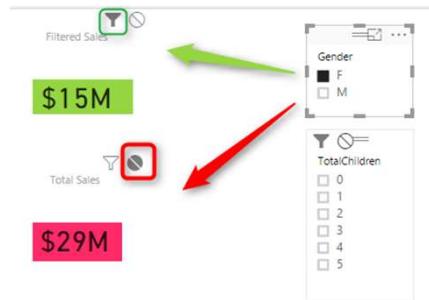 Filtered Sales
$15M
Total Sales
$29M
Gender
F
M
TotalChildren
0
1
2
3
4
5